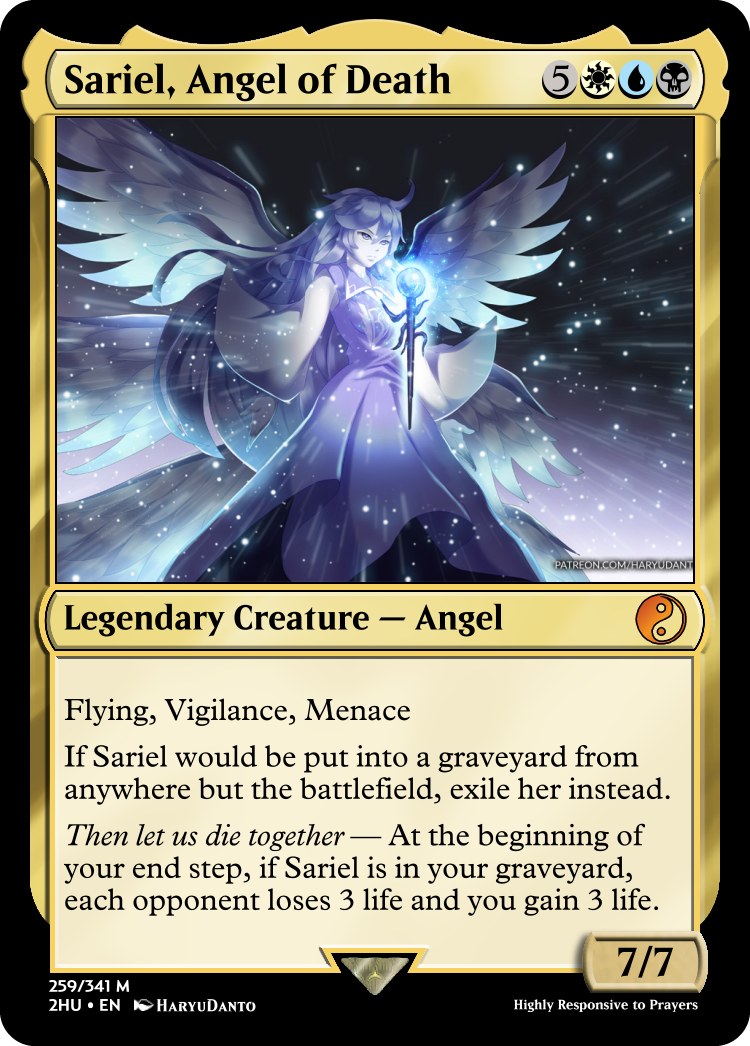 Sariel, Angel of Death 5
PATREON.COM/HARYUDANT
Legendary Creature — Angel
Flying, Vigilance, Menace
If Sariel would be put into a graveyard from
anywhere but the battlefield, exile her instead.
Then let us die together — At the beginning of
your end step, if Sariel is in your graveyard,
each opponent loses 3 life and you gain 3 life.
7/7
259/341 M
2HU • EN HARYUDANTO
Highly Responsive to Prayers